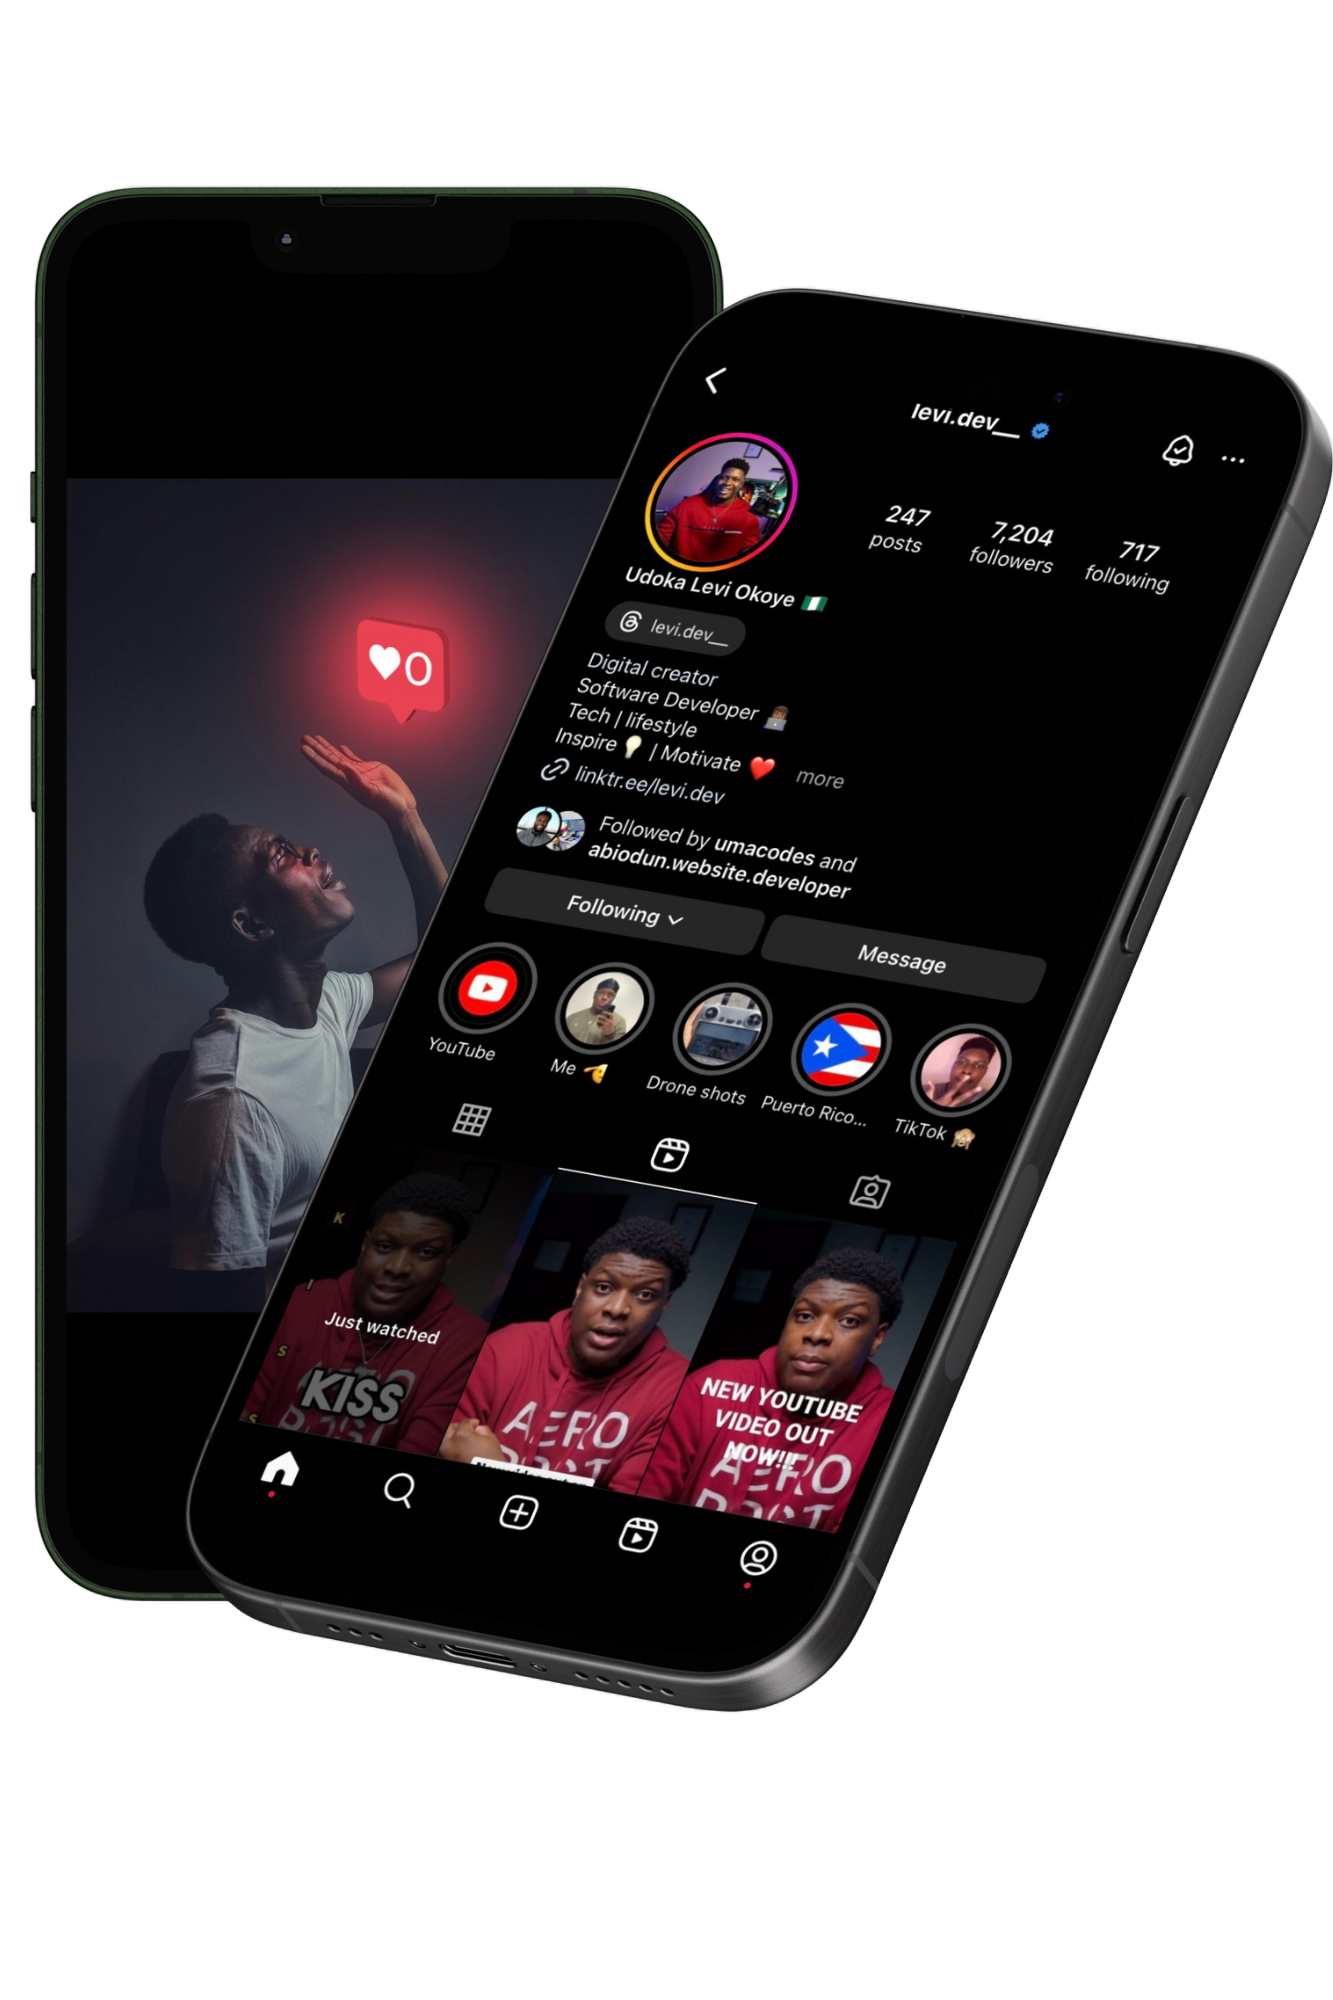 0
levi.dev__
247
posts
7,204
followers
717
following
Udoka Levi Okoye 🇳🇬
levi.dev__
Digital creator
Software Developer 👨🏾‍💻
Tech | lifestyle
Inspire 💡 | Motivate ❤️ more
linktr.ee/levi.dev
Followed by umacodes and
abiodun.website.developer
Following
Message
YouTube
Me 🫡
Drone shots
Puerto Rico...
TikTok 🙈
K
I
S
S
Just watched
KISS
AERO
NEW YOUTUBE
VIDEO OUT
NOW!!!
AERO